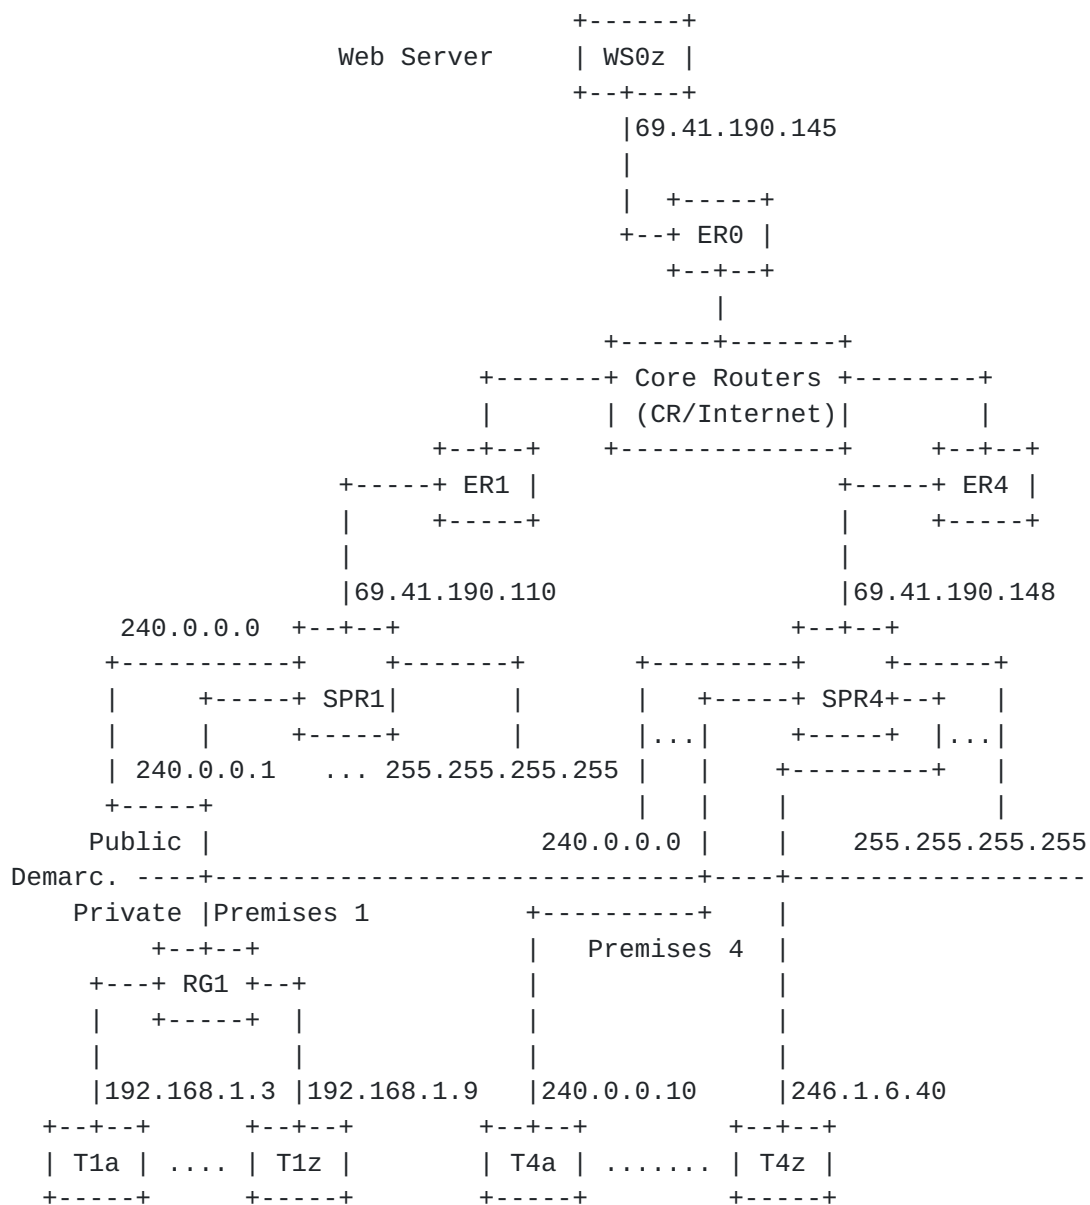 +------+
Web Server     | WS0z |
+--+---+
|69.41.190.145
|
|  +-----+
+--+ ER0 |
+--+--+
|
+------+-------+
+-------+ Core Routers +--------+
|       | (CR/Internet)|        |
+--+--+    +--------------+     +--+--+
+-----+ ER1 |                   +-----+ ER4 |
|     +-----+                   |     +-----+
|                               |
|69.41.190.110                  |69.41.190.148
240.0.0.0  +--+--+                         +--+--+
+-----------+     +-------+       +---------+     +------+
|     +-----+ SPR1|       |       |   +-----+ SPR4+--+   |
|     |     +-----+       |       |...|     +-----+  |...|
| 240.0.0.1   ... 255.255.255.255 |   |    +---------+   |
+-----+                           |   |    |             |
Public |                     240.0.0.0 |    |    255.255.255.255
Demarc. ----+-------------------------------+----+-------------------
Private |Premises 1          +----------+    |
+--+--+                 |   Premises 4  |
+---+ RG1 +--+              |               |
|   +-----+  |              |               |
|            |              |               |
|192.168.1.3 |192.168.1.9   |240.0.0.10     |246.1.6.40
+--+--+      +--+--+        +--+--+         +--+--+
| T1a | .... | T1z |        | T4a | ....... | T4z |
+-----+      +-----+        +-----+         +-----+